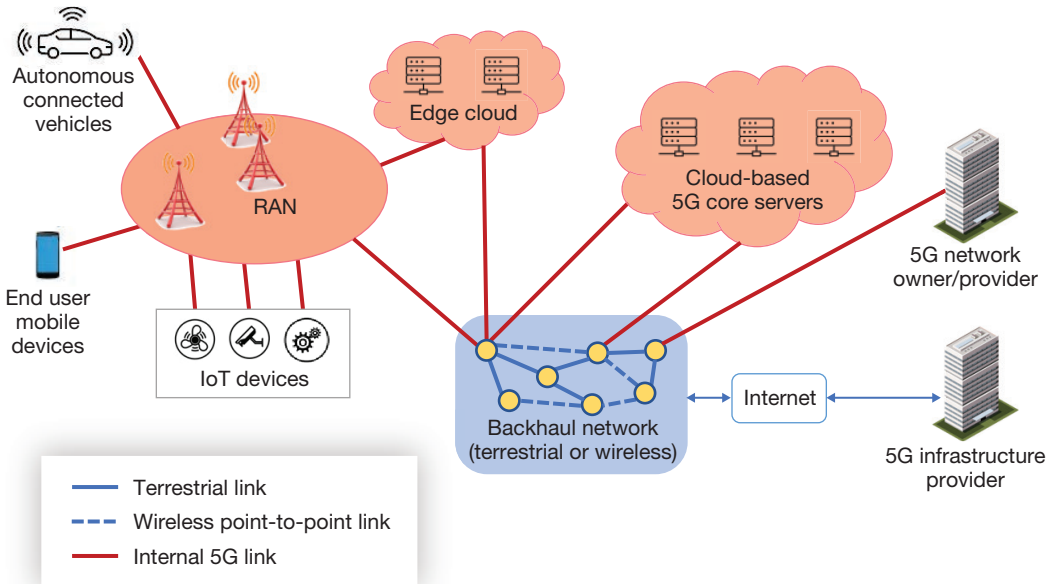 Autonomous
connected
vehicles
Edge cloud
RAN
Cloud-based
5G core servers
5G network
owner/provider
End user
mobile
devices
IoT devices
Internet
Backhaul network
(terrestrial or wireless)
5G infrastructure
provider
Terrestrial link
Wireless point-to-point link
Internal 5G link